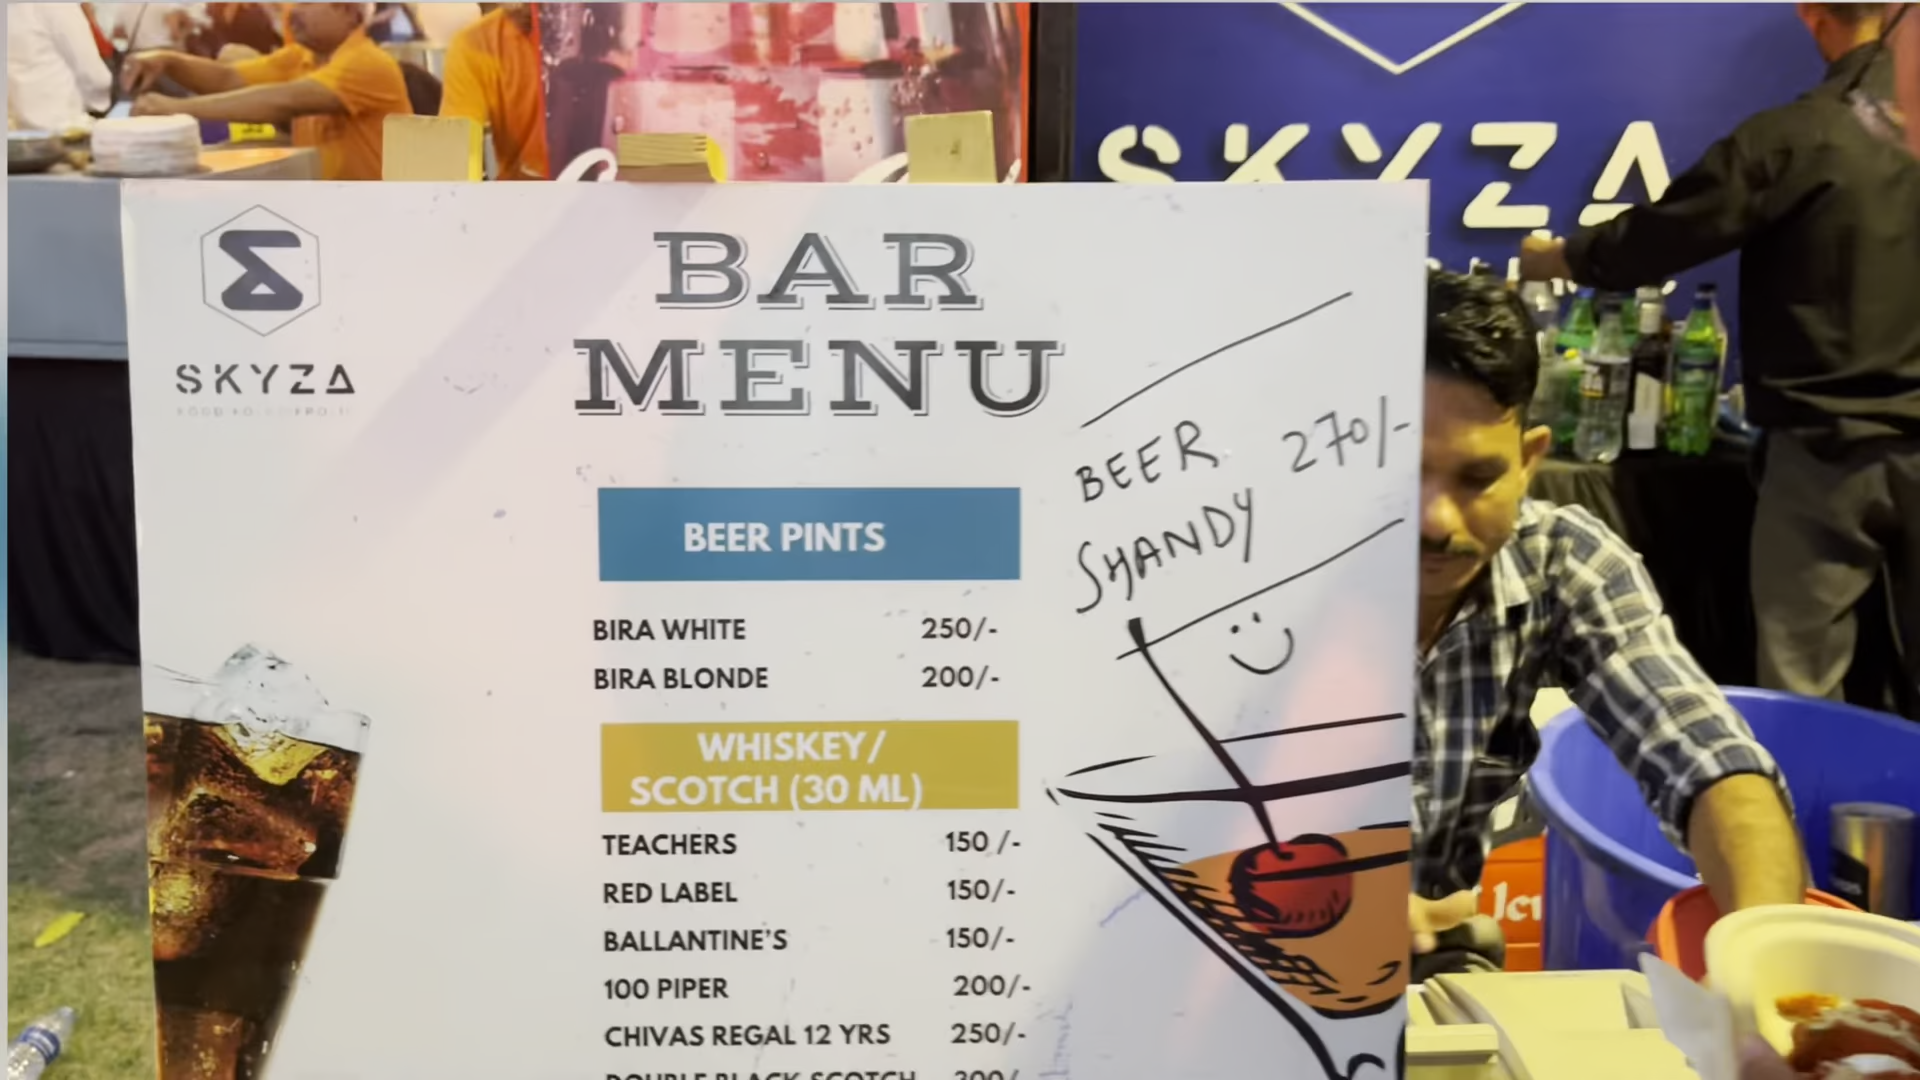 SKYZA
SKYZA
BAR
MENU
BEER 270/-
SHANDY
BEER PINTS
BIRA WHITE 250/-
BIRA BLONDE 200/-
WHISKEY/
SCOTCH (30 ML)
TEACHERS 150 /-
RED LABEL 150/-
BALLANTINE'S 150/-
100 PIPER 200/-
CHIVAS REGAL 12 YRS 250/-
DOUBLE BLACK SCOTCH 300/-